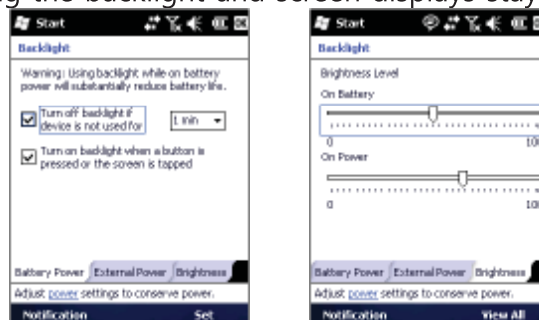 g the backlight and screen displays stay
Start
Backlight
Warning: Using backlight while on battery
power will substantially reduce battery life.
Turn off backlight if
device is not used for
1 min
Turn on backlight when a button is
pressed or the screen is tapped
Battery Power External Power Brightness
Adjust power settings to conserve power.
Notification Set
Start
Backlight
Brightness Level
On Battery
0 10
On Power
0 10
Battery Power External Power Brightness
Adjust power settings to conserve power.
Notification View All